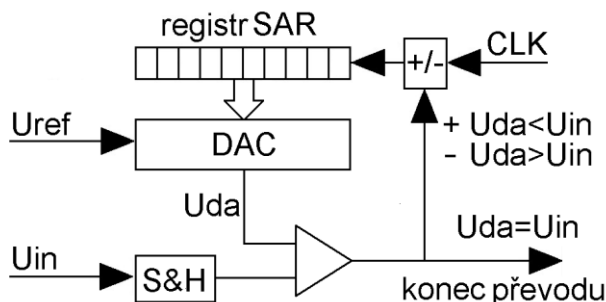 registr SAR
+/-
CLK
Uref
DAC
+ Uda<Uin
- Uda>Uin
Uda
Uda=Uin
Uin
S&H
konec převodu